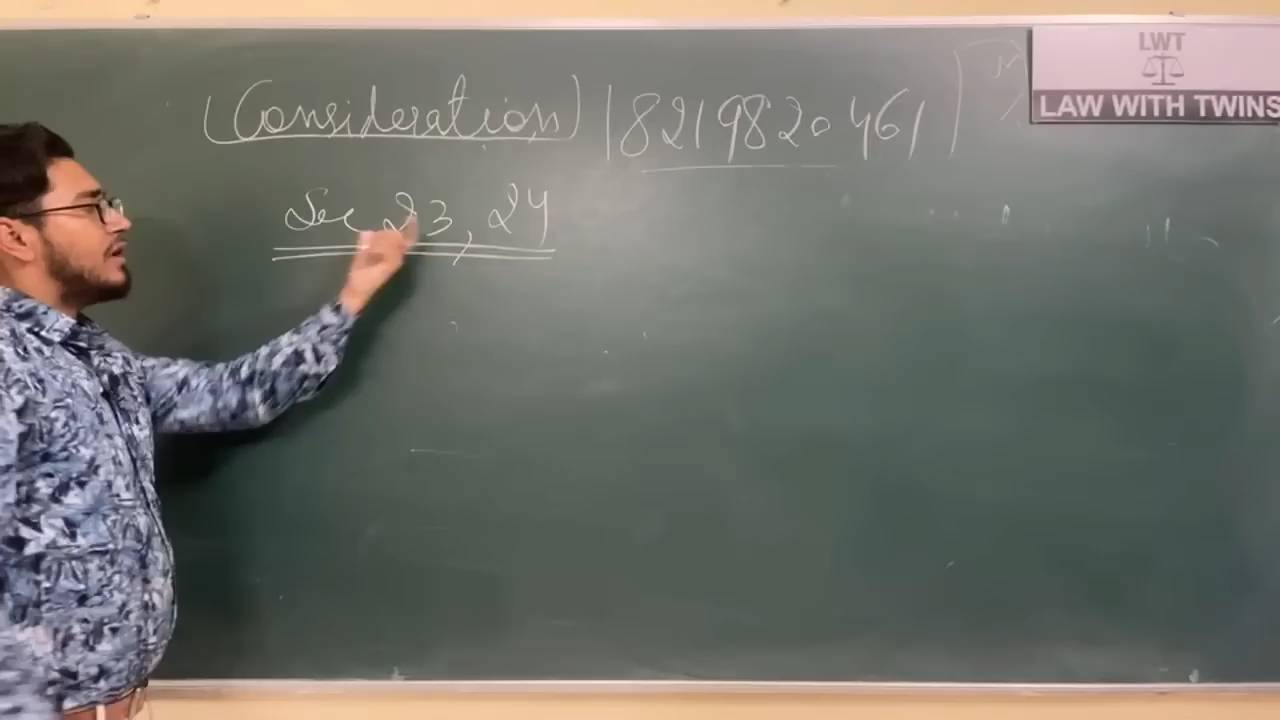 (Consideration) | 8219820461 |
Sec 23, 24
LWT
LAW WITH TWINS